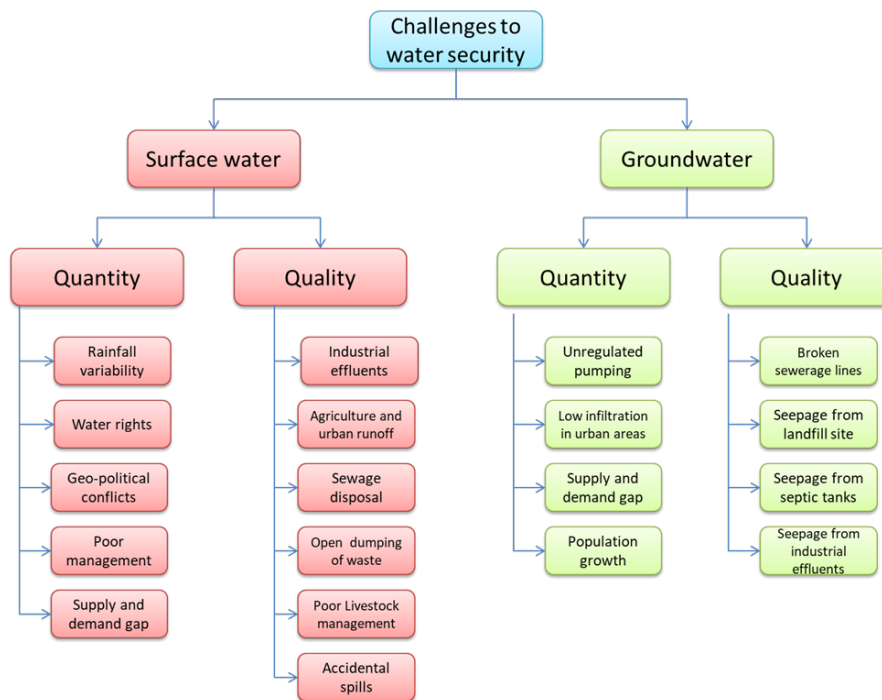 Challenges to
water security
Surface water
Groundwater
Quantity
Quality
Quantity
Quality
Rainfall
variability
Water rights
Geo-political
conflicts
Poor
management
Supply and
demand gap
Industrial
effluents
Agriculture and
urban runoff
Sewage
disposal
Open dumping
of waste
Poor Livestock
management
Accidental
spills
Unregulated
pumping
Low infiltration
in urban areas
Supply and
demand gap
Population
growth
Broken
sewerage lines
Seepage from
landfill site
Seepage from
septic tanks
Seepage from
industrial
effluents